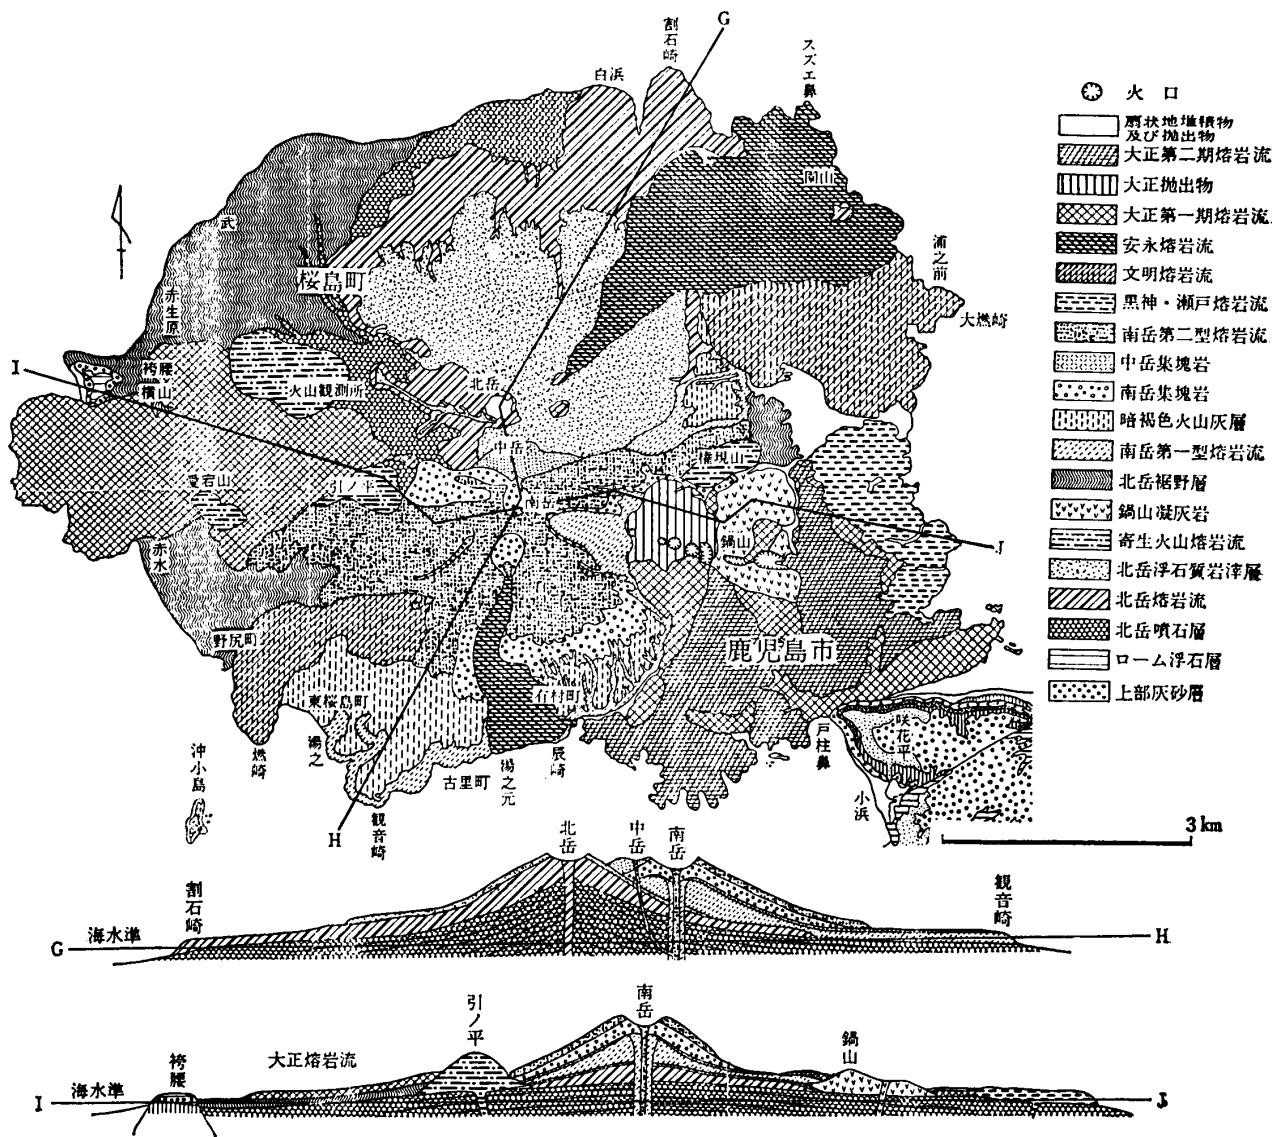 G
割石崎
スズエ鼻
白浜
武
桜島町
赤生原
浦之前
大燃崎
I
袴腰
横山
火山観測所
北岳
中岳
権現山
愛宕山
引ノ平
南岳
鍋山
J
赤水
野尻町
鹿児島市
東桜島町
有村町
沖小島
燃崎
湯之
古里町
湯之元
辰崎
戸柱鼻
咲花平
小浜
H
観音崎
3 km
火口
扇状地堆積物
及び抛出物
大正第二期熔岩流
大正抛出物
大正第一期熔岩流
安永熔岩流
文明熔岩流
黒神・瀬戸熔岩流
南岳第二型熔岩流
中岳集塊岩
南岳集塊岩
暗褐色火山灰層
南岳第一型熔岩流
北岳裾野層
鍋山凝灰岩
寄生火山熔岩流
北岳浮石質岩滓層
北岳熔岩流
北岳噴石層
ローム浮石層
上部灰砂層
北岳
中岳
南岳
割石崎
観音崎
G
海水準
H
南岳
引ノ平
鍋山
大正熔岩流
袴腰
I
海水準
J